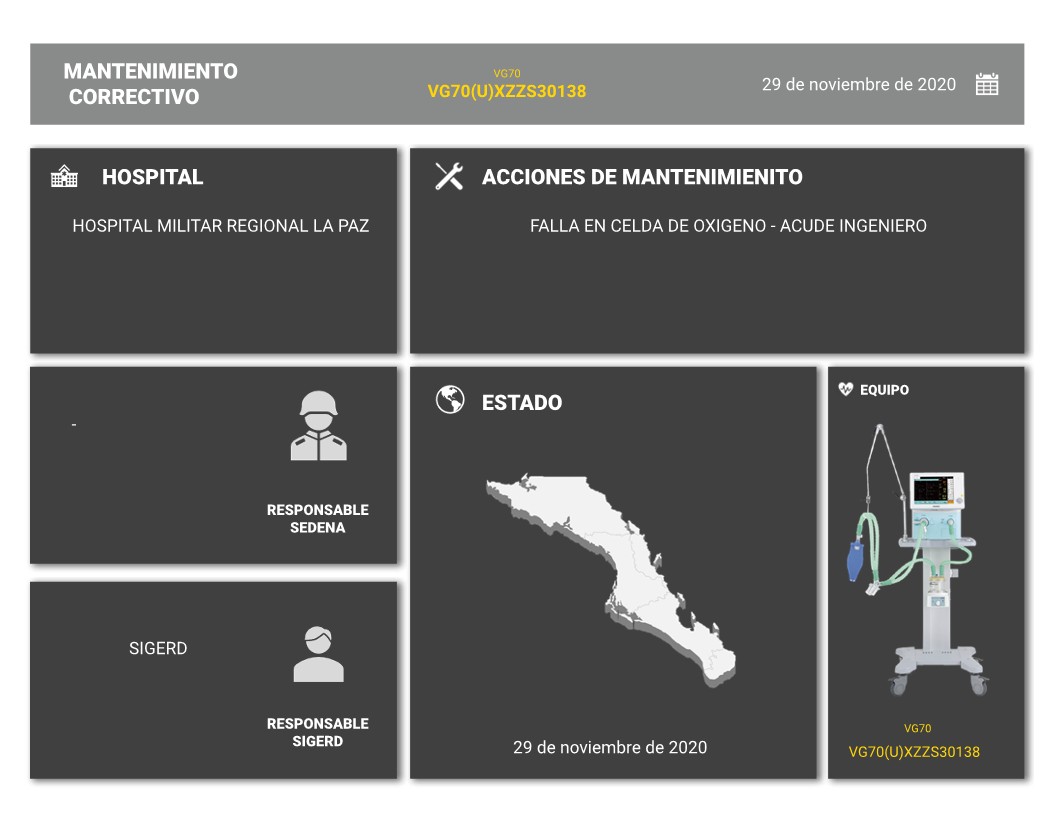 MANTENIMIENTO
CORRECTIVO
VG70
VG70(U)XZZS30138
29 de noviembre de 2020
HOSPITAL
HOSPITAL MILITAR REGIONAL LA PAZ
ACCIONES DE MANTENIMIENITO
FALLA EN CELDA DE OXIGENO - ACUDE INGENIERO
-
RESPONSABLE
SEDENA
SIGERD
RESPONSABLE
SIGERD
ESTADO
29 de noviembre de 2020
EQUIPO
VG70
VG70(U)XZZS30138